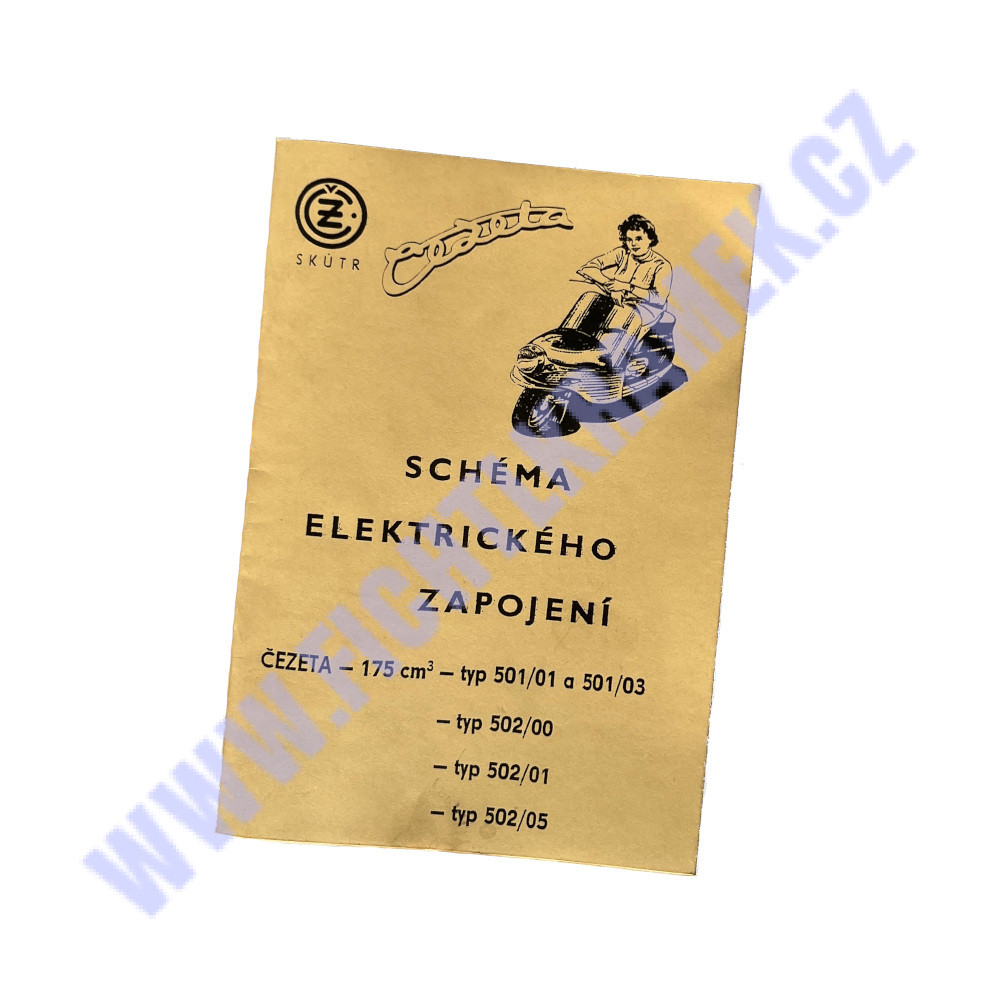 ČZ
SKÚTR
Čezeta
SCHÉMA
ELEKTRICKÉHO
ZAPOJENÍ
ČEZETA – 175 cm³ – typ 501/01 a 501/03
– typ 502/00
– typ 502/01
– typ 502/05
WWW.FICHTLKRAMEK.CZ